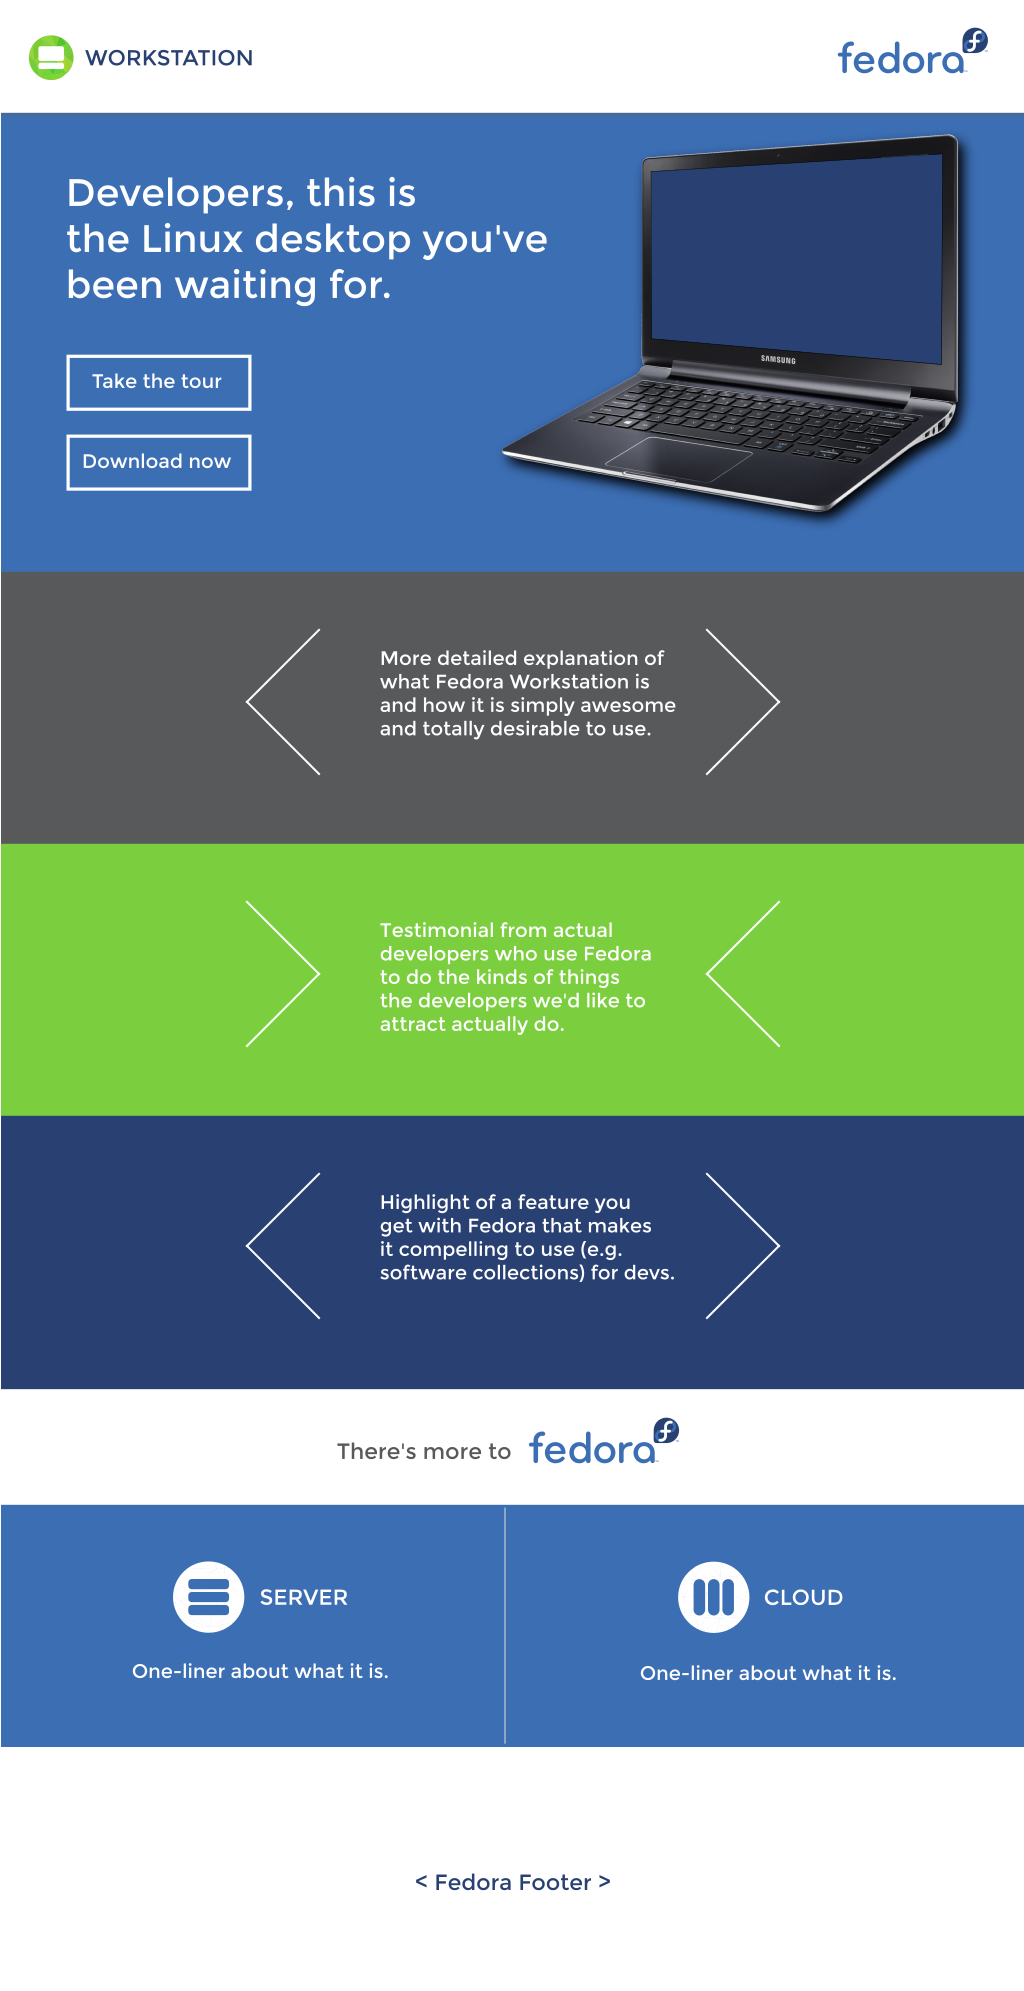 WORKSTATION
fedora
Developers, this is
the Linux desktop you've
been waiting for.
SAMSUNG
Take the tour
Download now
More detailed explanation of
what Fedora Workstation is
and how it is simply awesome
and totally desirable to use.
Testimonial from actual
developers who use Fedora
to do the kinds of things
the developers we'd like to
attract actually do.
Highlight of a feature you
get with Fedora that makes
it compelling to use (e.g.
software collections) for devs.
There's more to fedora
SERVER
One-liner about what it is.
CLOUD
One-liner about what it is.
< Fedora Footer >